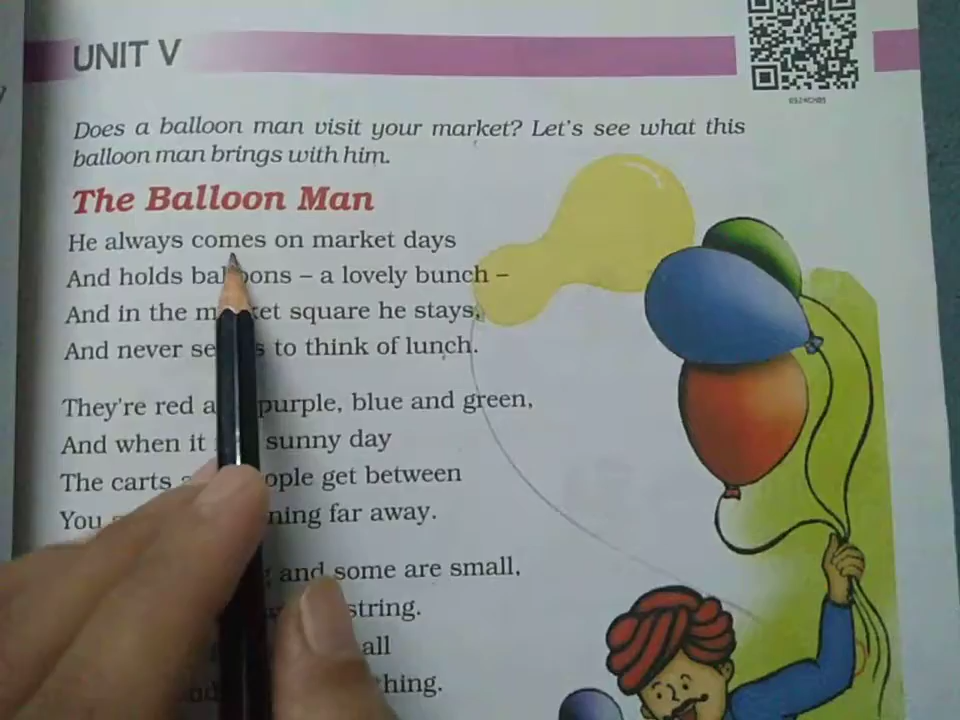 UNIT V
Does a balloon man visit your market? Let's see what this
balloon man brings with him.
The Balloon Man
He always comes on market days
And holds balloons – a lovely bunch –
And in the market square he stays,
And never seems to think of lunch.
They're red and purple, blue and green,
And when it is a sunny day
The carts and people get between
You shining far away.
and some are small,
string.
all
thing.